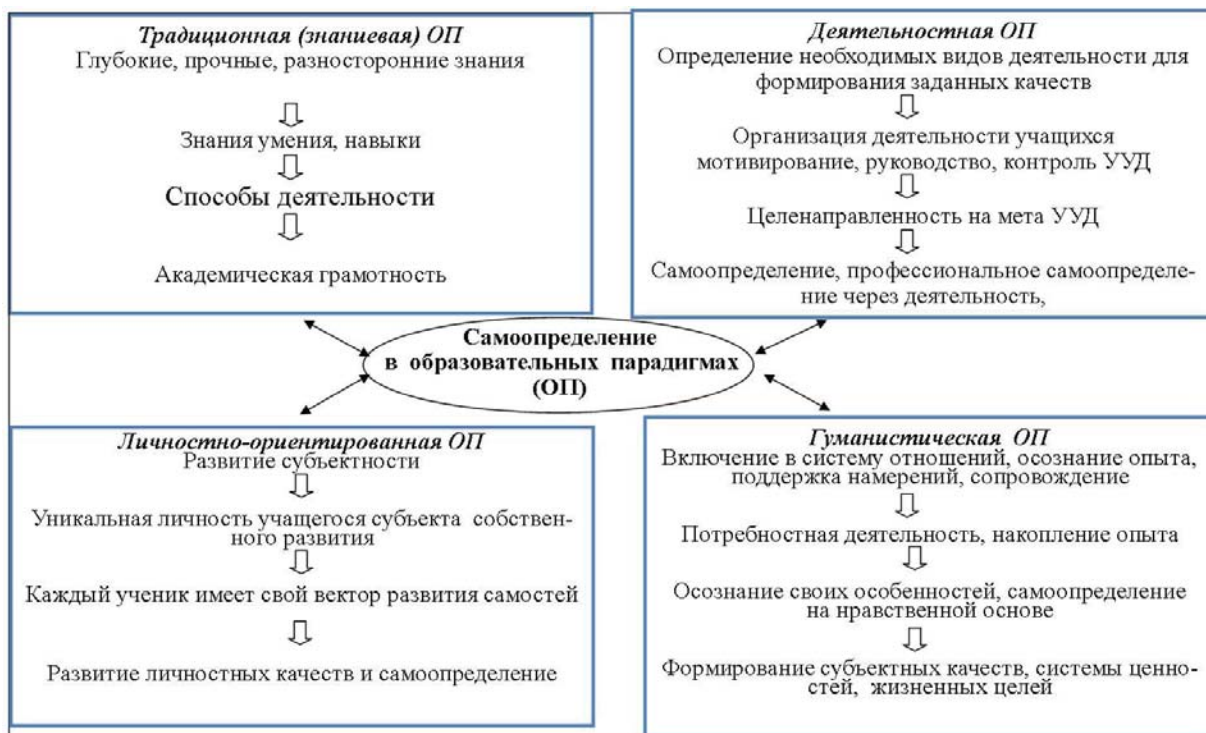 Традиционная (знаниевая) ОП
Глубокие, прочные, разносторонние знания
Знания умения, навыки
Способы деятельности
Академическая грамотность
Деятельностная ОП
Определение необходимых видов деятельности для
формирования заданных качеств
Организация деятельности учащихся
мотивирование, руководство, контроль УУД
Целенаправленность на мета УУД
Самоопределение, профессиональное самоопределе-
ние через деятельность,
Самоопределение
в образовательных парадигмах
(ОП)
Личностно-ориентированная ОП
Развитие субъектности
Уникальная личность учащегося субъекта собствен-
ного развития
Каждый ученик имеет свой вектор развития самостей
Развитие личностных качеств и самоопределение
Гуманистическая ОП
Включение в систему отношений, осознание опыта,
поддержка намерений, сопровождение
Потребностная деятельность, накопление опыта
Осознание своих особенностей, самоопределение
на нравственной основе
Формирование субъектных качеств, системы ценно-
стей, жизненных целей